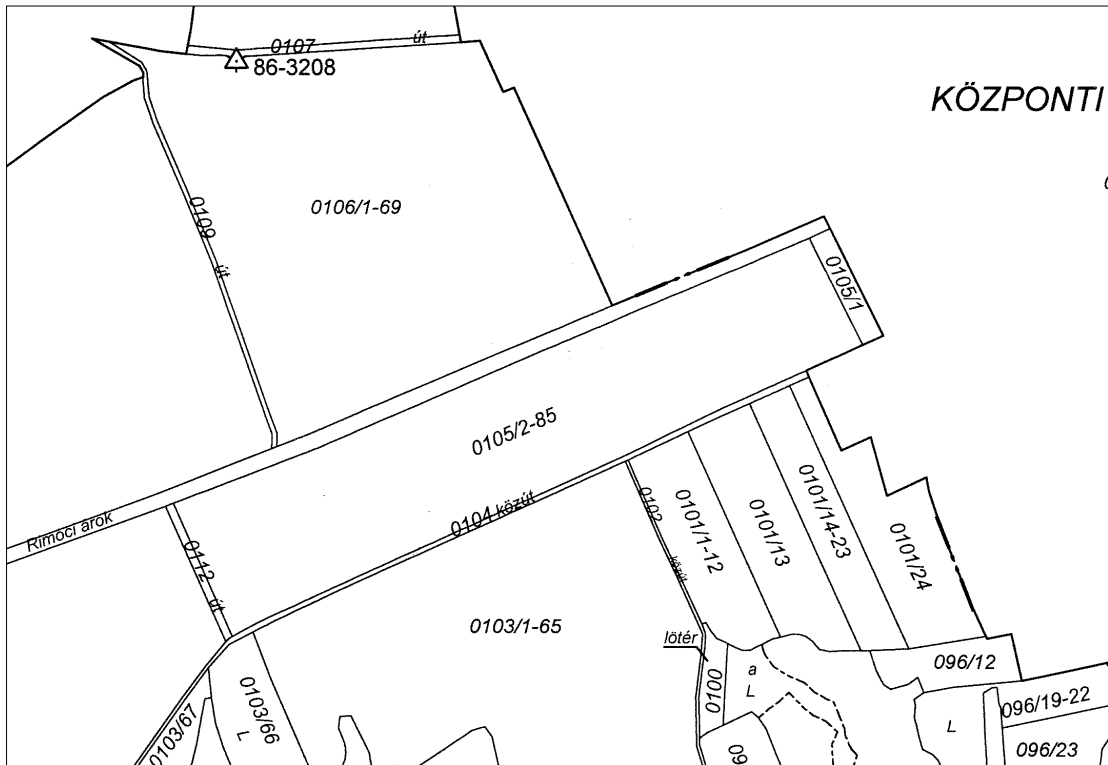 0107 út
86-3208
KÖZPONTI
0109 út
0106/1-69
0105/1
0105/2-85
0104 közút
Rimóci árok
0112 út
0102 közút
0101/1-12
0101/13
0101/14-23
0101/24
0103/1-65
lőtér
0100
a
L
096/12
096/19-22
L
096/23
0103/66
L
0103/67